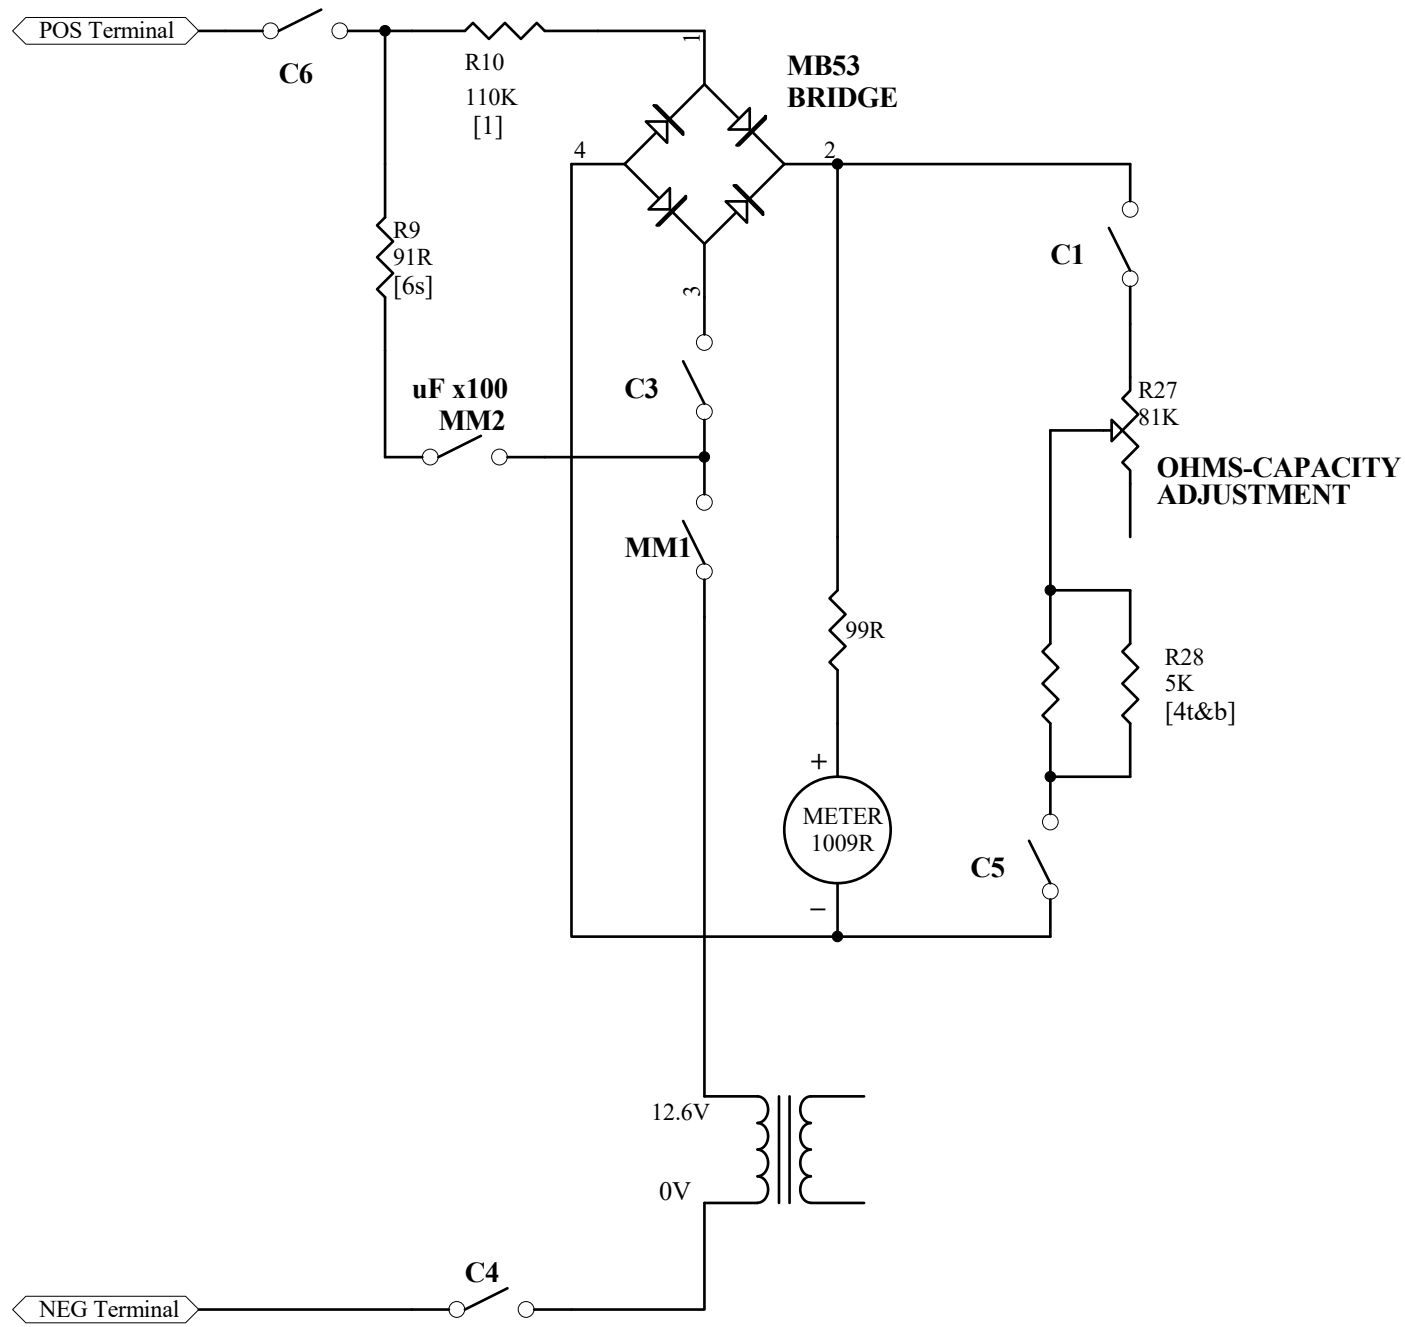 POS Terminal
C6
R10
110K
[1]
1
MB53
BRIDGE
4
2
R9
91R
[6s]
C1
3
uF x100
MM2
C3
R27
81K
OHMS-CAPACITY
ADJUSTMENT
MM1
99R
R28
5K
[4t&b]
+
METER
1009R
C5
−
12.6V
0V
C4
NEG Terminal